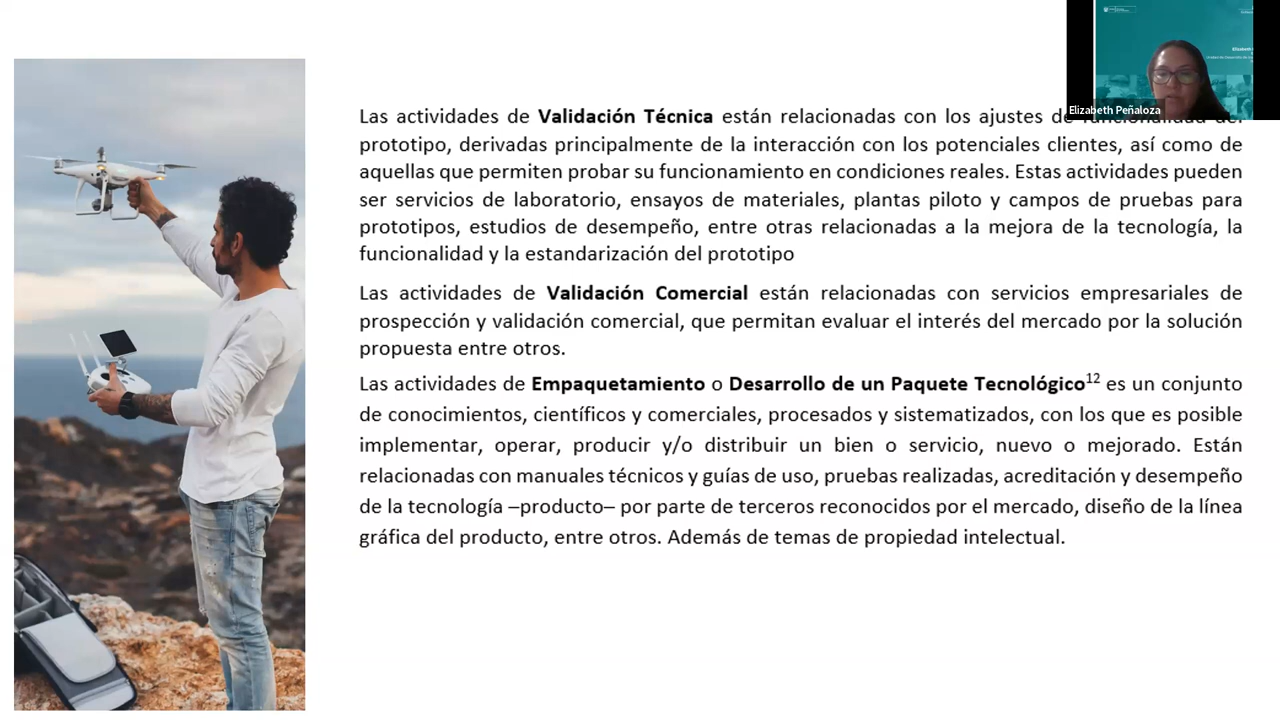 Elizabeth Peñaloza
Las actividades de Validación Técnica están relacionadas con los ajustes de
prototipo, derivadas principalmente de la interacción con los potenciales clientes, así como de
aquellas que permiten probar su funcionamiento en condiciones reales. Estas actividades pueden
ser servicios de laboratorio, ensayos de materiales, plantas piloto y campos de pruebas para
prototipos, estudios de desempeño, entre otras relacionadas a la mejora de la tecnología, la
funcionalidad y la estandarización del prototipo
Las actividades de Validación Comercial están relacionadas con servicios empresariales de
prospección y validación comercial, que permitan evaluar el interés del mercado por la solución
propuesta entre otros.
Las actividades de Empaquetamiento o Desarrollo de un Paquete Tecnológico12 es un conjunto
de conocimientos, científicos y comerciales, procesados y sistematizados, con los que es posible
implementar, operar, producir y/o distribuir un bien o servicio, nuevo o mejorado. Están
relacionadas con manuales técnicos y guías de uso, pruebas realizadas, acreditación y desempeño
de la tecnología –producto– por parte de terceros reconocidos por el mercado, diseño de la línea
gráfica del producto, entre otros. Además de temas de propiedad intelectual.